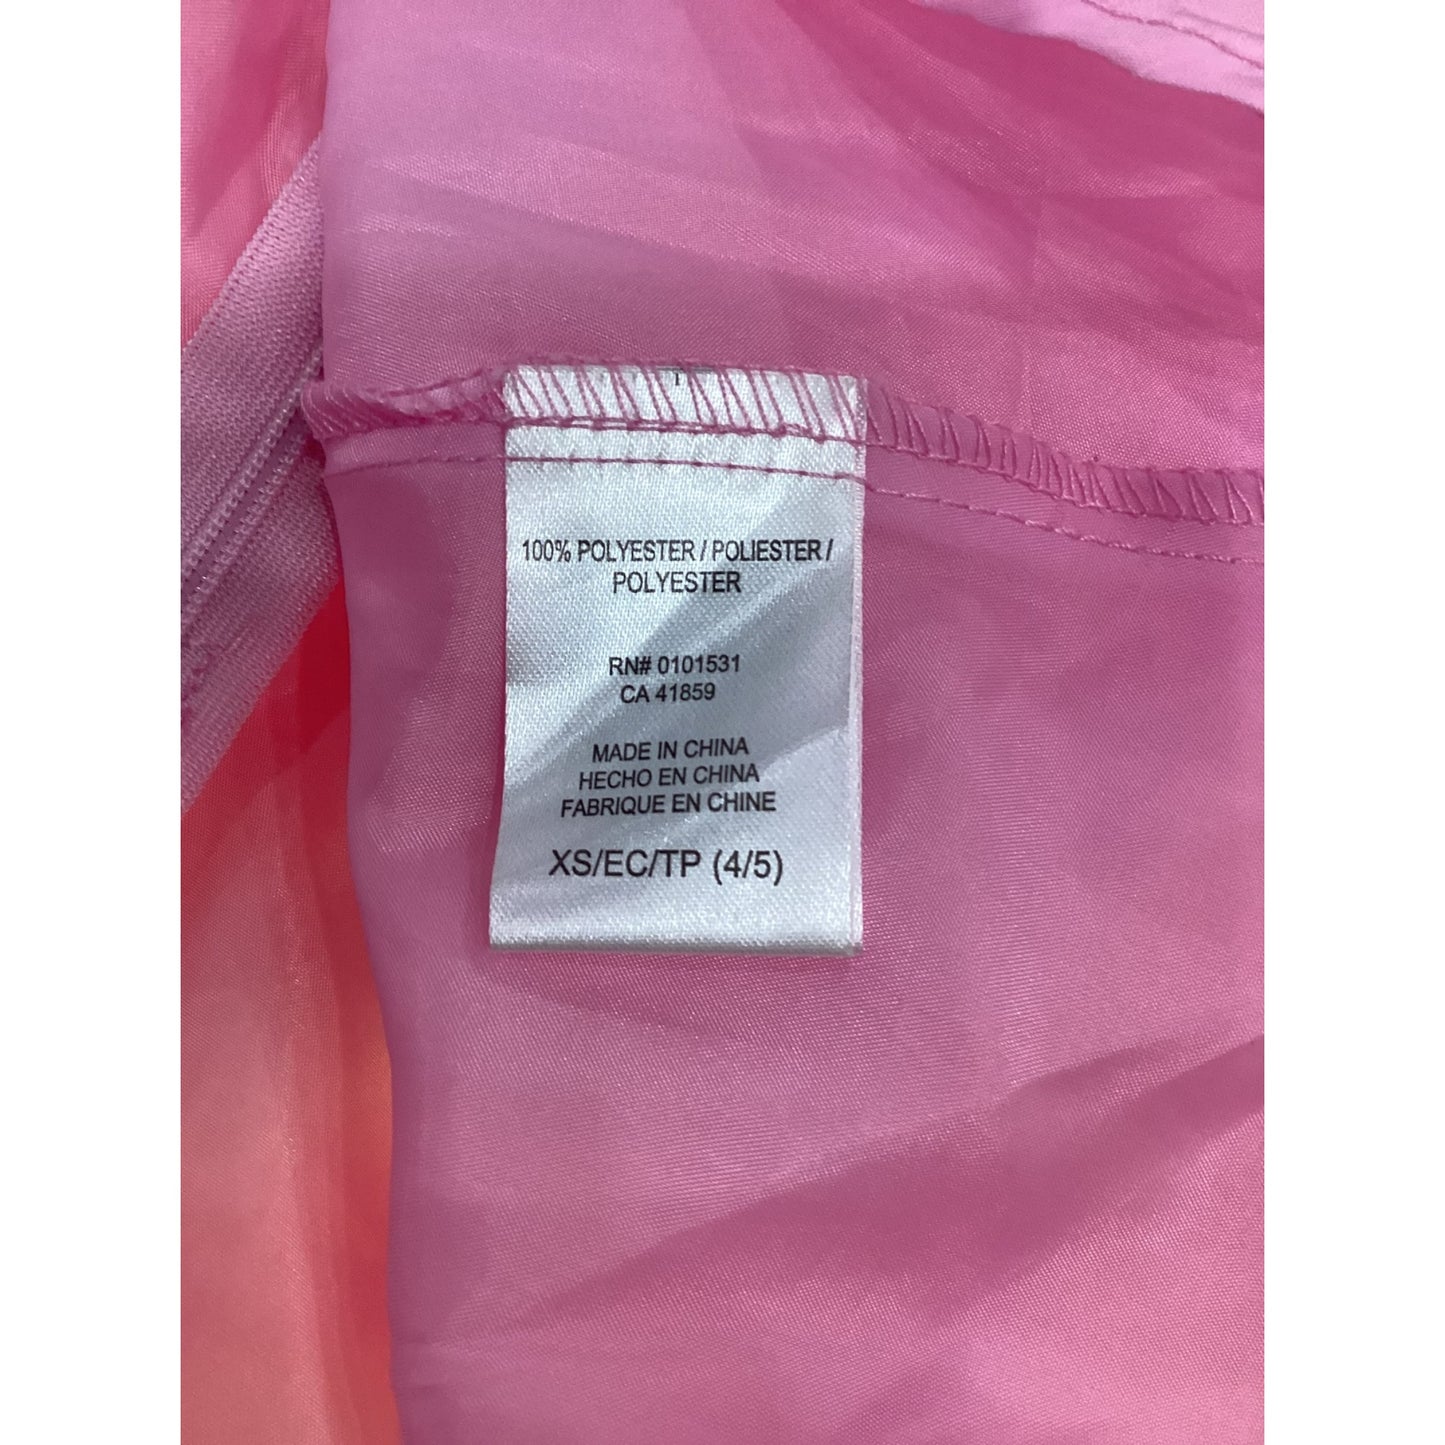 100% POLYESTER / POLIESTER /
POLYESTER
RN# 0101531
CA 41859
MADE IN CHINA
HECHO EN CHINA
FABRIQUE EN CHINE
XS/EC/TP (4/5)